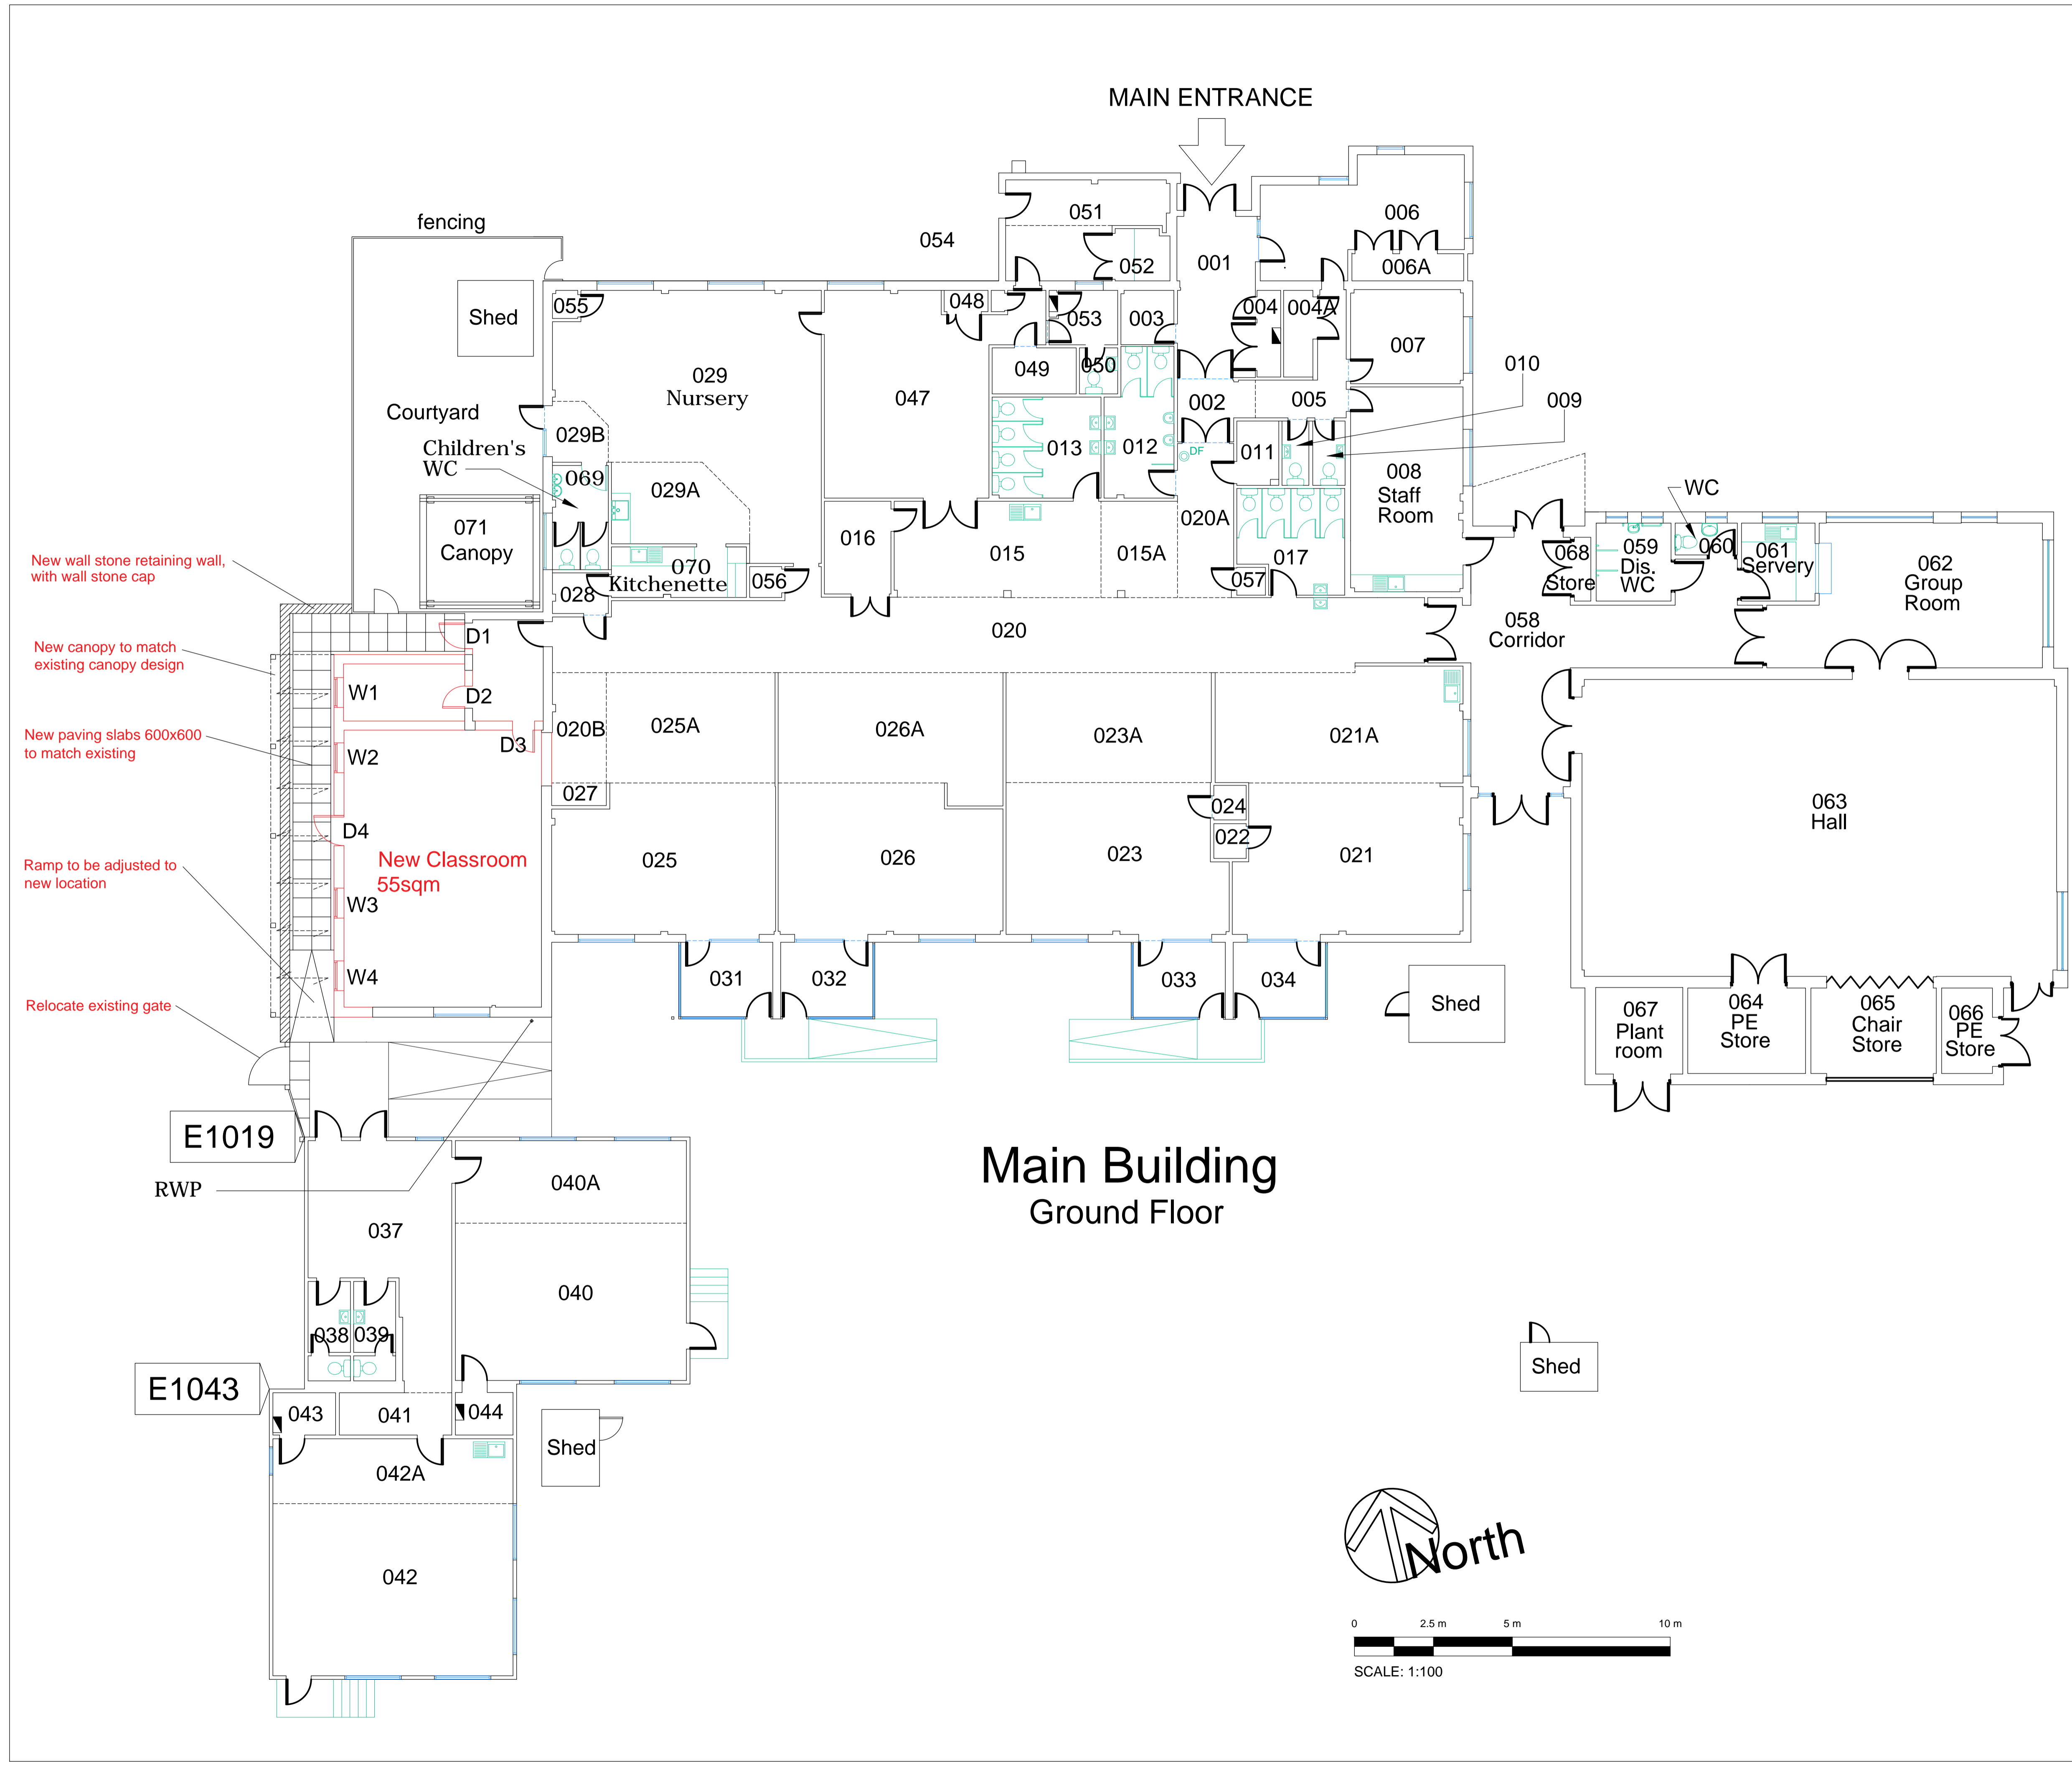 MAIN ENTRANCE
fencing
054
051
052
001
006
006A
Shed
055
048
053
003
004
004A
007
010
009
029
Nursery
047
049
050
002
005
Courtyard
Children's
WC
029B
069
029A
013
012
DF
011
008
Staff
Room
WC
071
Canopy
016
015
015A
020A
017
057
068
Store
059
Dis.
WC
060
061
Servery
062
Group
Room
070
Kitchenette
056
028
New wall stone retaining wall,
with wall stone cap
020
058
Corridor
New canopy to match
existing canopy design
D1
W1
D2
New paving slabs 600x600
to match existing
W2
D3
020B
025A
026A
023A
021A
027
024
022
063
Hall
D4
New Classroom
55sqm
025
026
023
021
Ramp to be adjusted to
new location
W3
W4
031
032
033
034
Shed
067
Plant
room
064
PE
Store
065
Chair
Store
066
PE
Store
Relocate existing gate
E1019
RWP
Main Building
Ground Floor
040A
037
040
038
039
E1043
043
041
044
Shed
Shed
042A
042
North
0
2.5 m
5 m
10 m
SCALE: 1:100